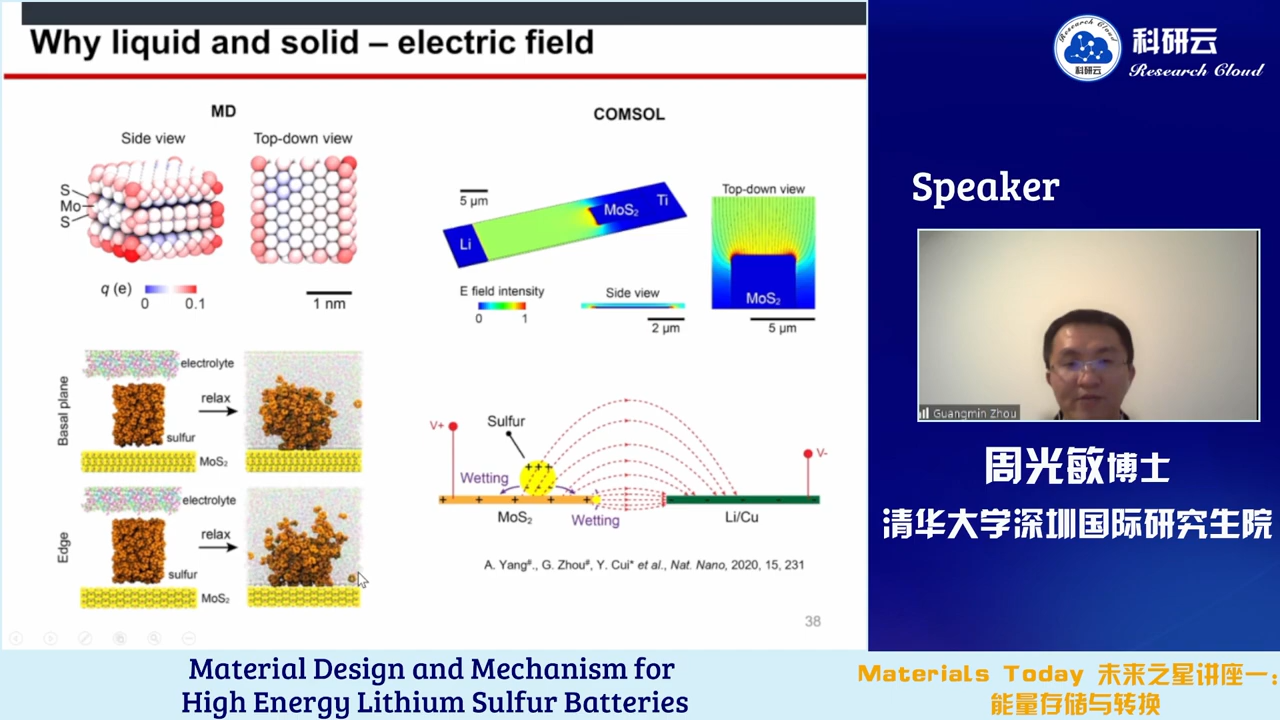 Why liquid and solid – electric field
MD
Side view
Top-down view
S
Mo
S
q (e)
0
0.1
1 nm
COMSOL
5 μm
Li
MoS₂
Ti
Top-down view
MoS₂
E field intensity
0
1
Side view
2 μm
5 μm
Basal plane
electrolyte
relax
sulfur
MoS₂
Edge
electrolyte
relax
sulfur
MoS₂
V+
Sulfur
V-
Wetting
MoS₂
Wetting
Li/Cu
A. Yang#., G. Zhou#, Y. Cui* et al., Nat. Nano, 2020, 15, 231
38
Research Cloud
科研云
科研云
Research Cloud
Speaker
Guangmin Zhou
周光敏博士
清华大学深圳国际研究生院
Material Design and Mechanism for
High Energy Lithium Sulfur Batteries
Materials Today 未来之星讲座一:
能量存储与转换